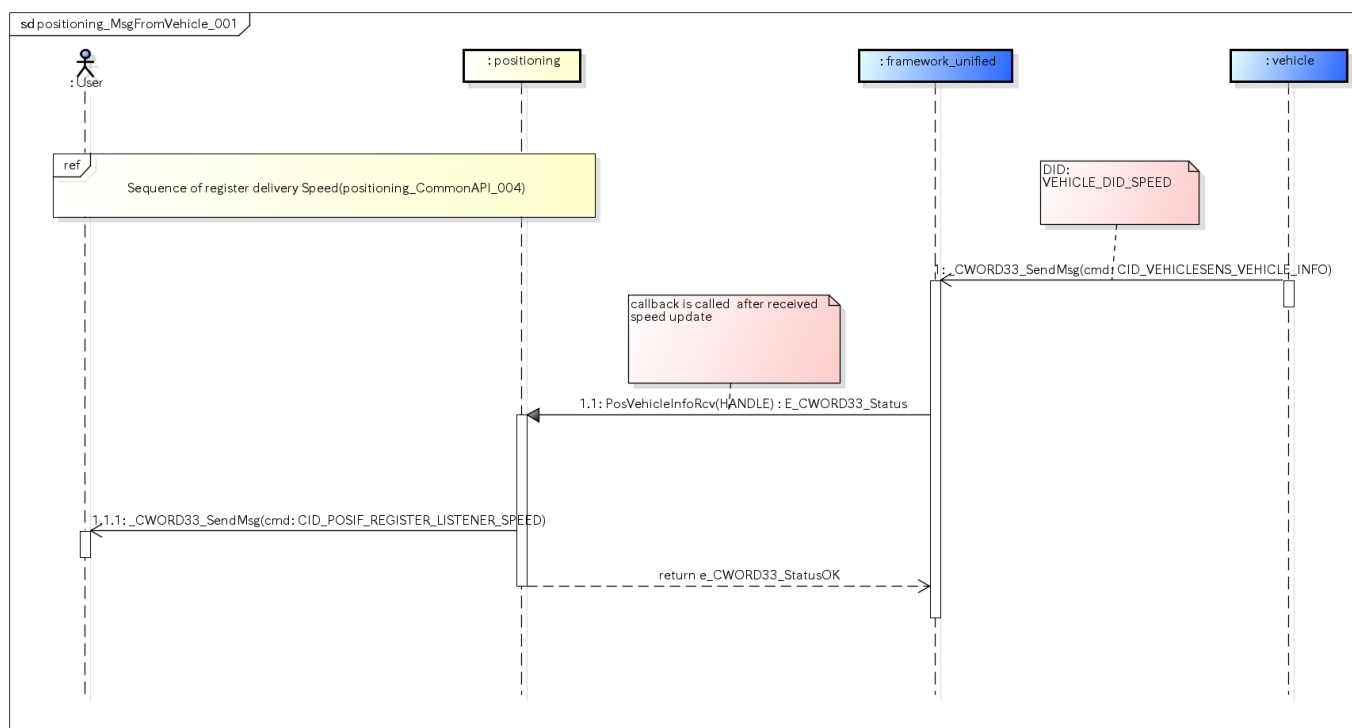 sd positioning_MsgFromVehicle_001
: User
: positioning
: framework_unified
: vehicle
ref
Sequence of register delivery Speed(positioning_CommonAPI_004)
DID:
VEHICLE_DID_SPEED
1: _CWORD33_SendMsg(cmd: CID_VEHICLESENS_VEHICLE_INFO)
callback is called after received
speed update
1.1: PosVehicleInfoRcv(HANDLE) : E_CWORD33_Status
1.1.1: _CWORD33_SendMsg(cmd: CID_POSIF_REGISTER_LISTENER_SPEED)
return e_CWORD33_StatusOK